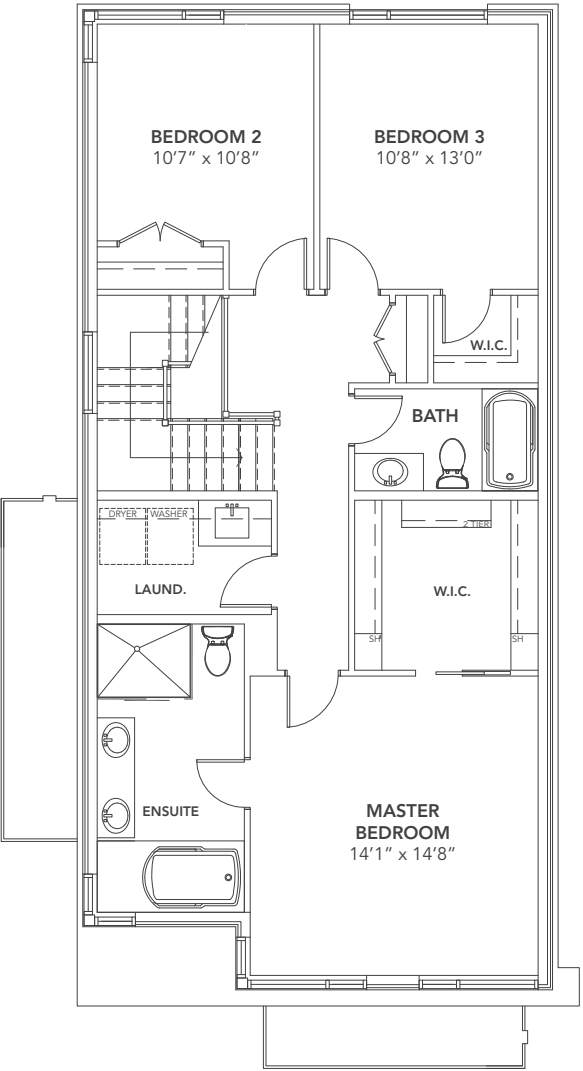 BEDROOM 2
10'7" x 10'8"
BEDROOM 3
10'8" x 13'0"
W.I.C.
BATH
DRYER
WASHER
2 TIER
LAUND.
W.I.C.
SH
SH
ENSUITE
MASTER
BEDROOM
14'1" x 14'8"